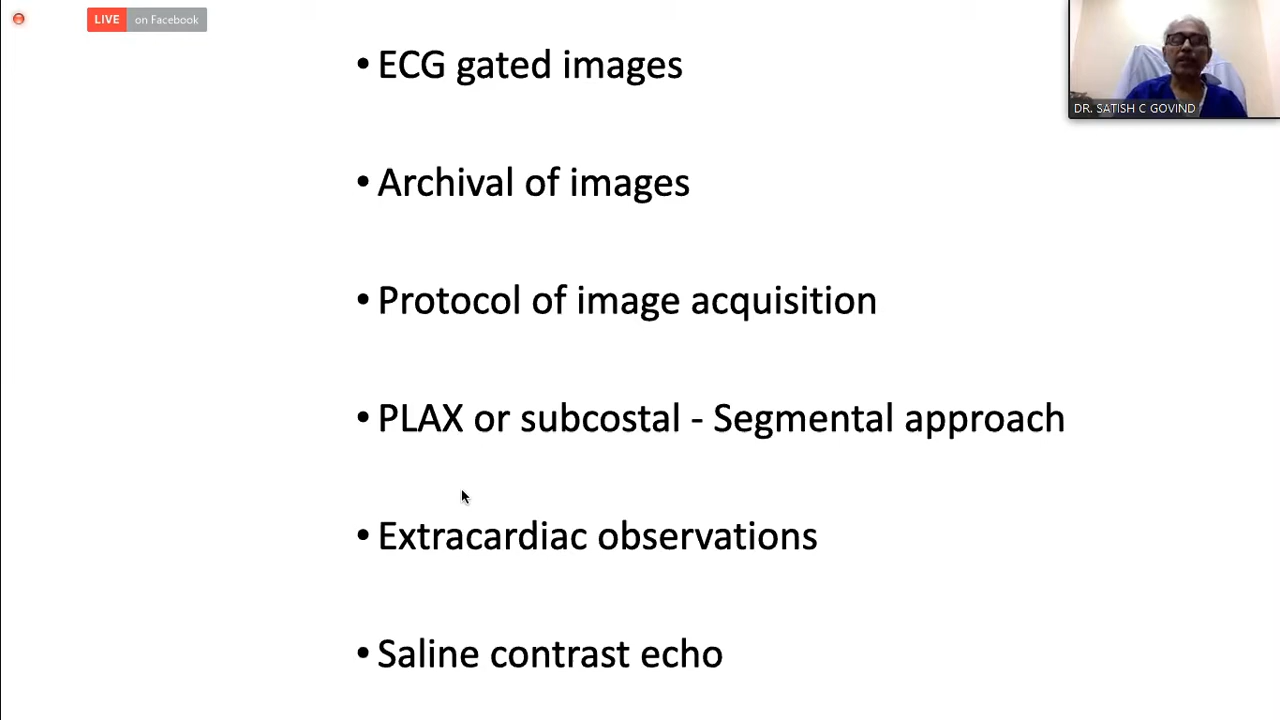 LIVE on Facebook
• ECG gated images
DR. SATISH C GOVIND
• Archival of images
• Protocol of image acquisition
• PLAX or subcostal - Segmental approach
• Extracardiac observations
• Saline contrast echo